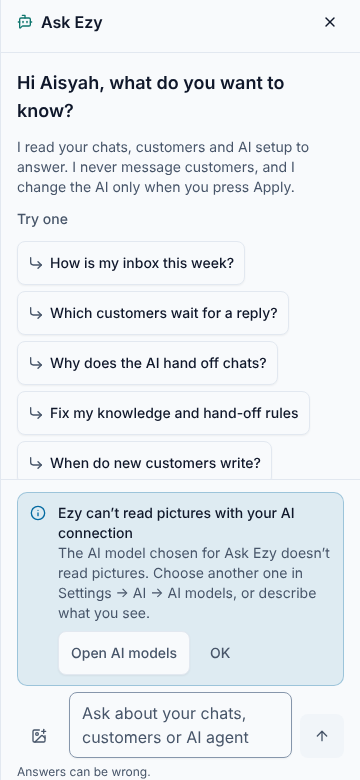 Ask Ezy
Hi Aisyah, what do you want to
know?
I read your chats, customers and AI setup to
answer. I never message customers, and I
change the AI only when you press Apply.
Try one
How is my inbox this week?
Which customers wait for a reply?
Why does the AI hand off chats?
Fix my knowledge and hand-off rules
When do new customers write?
Ezy can’t read pictures with your AI
connection
The AI model chosen for Ask Ezy doesn’t
read pictures. Choose another one in
Settings → AI → AI models, or describe
what you see.
Open AI models OK
Ask about your chats,
customers or AI agent
Answers can be wrong.